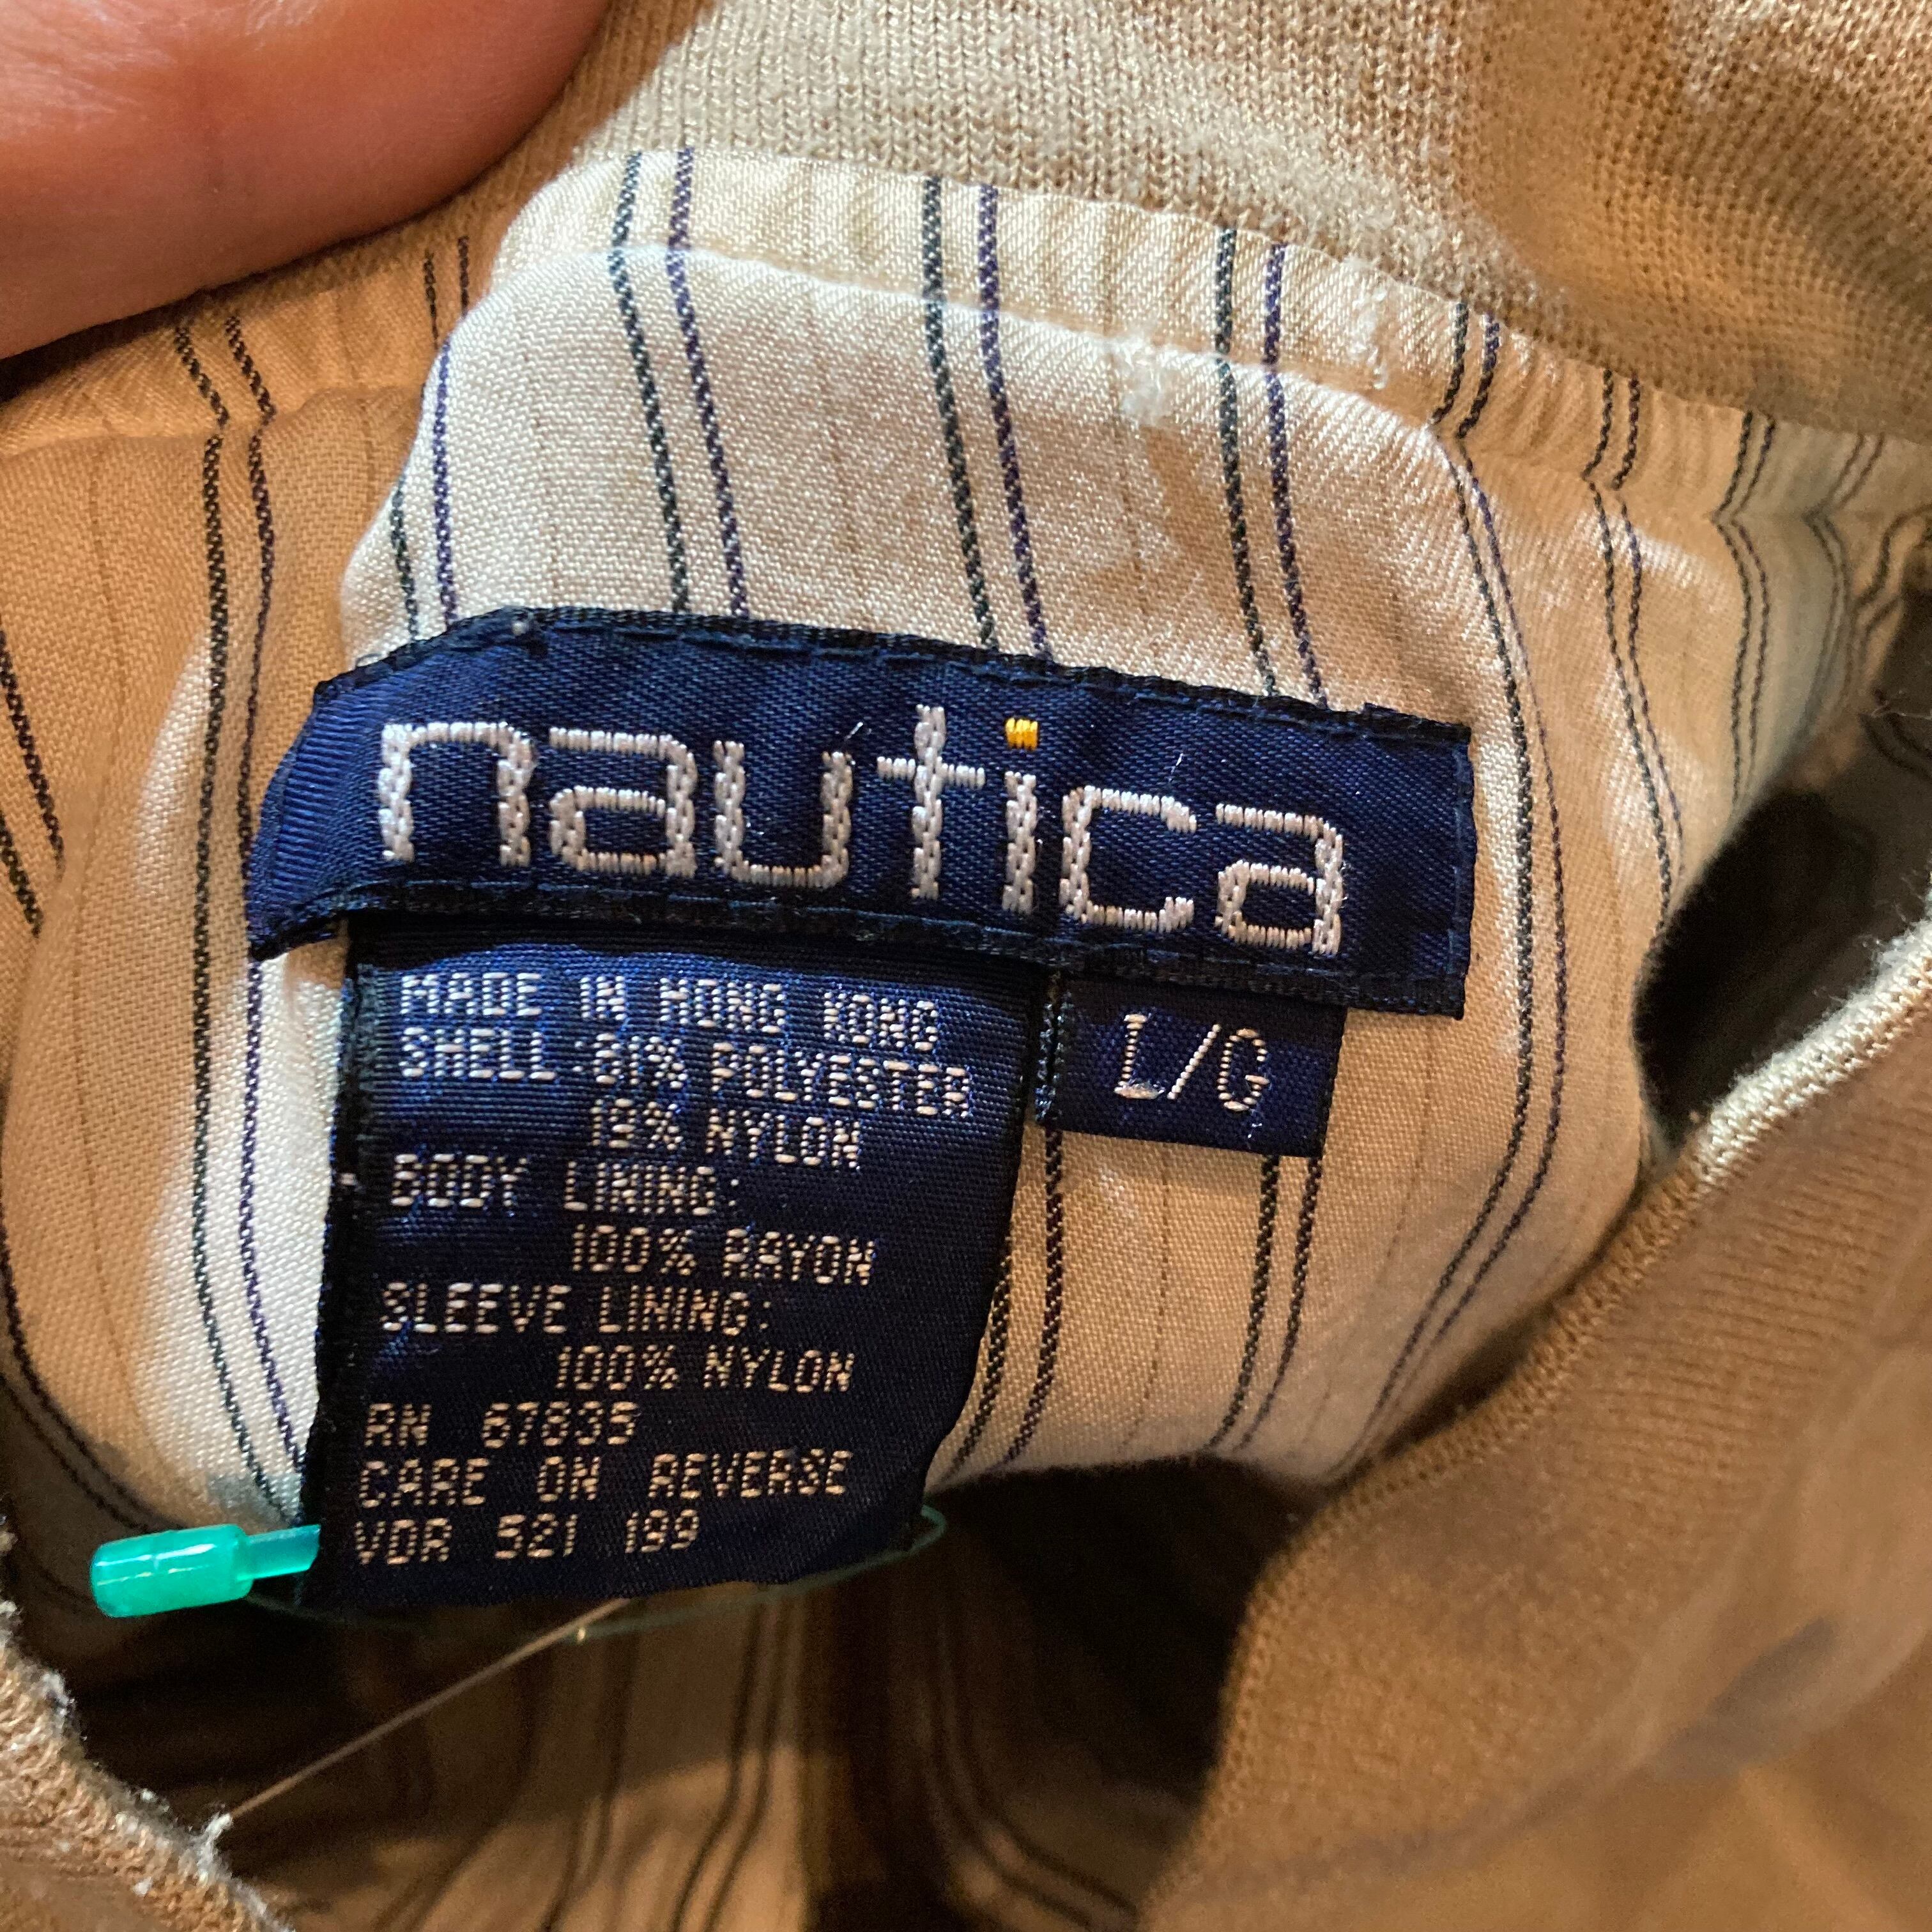 nautica
L/G
MADE IN HONG KONG
SHELL: 81% POLYESTER
19% NYLON
BODY LINING:
100% RAYON
SLEEVE LINING:
100% NYLON
RN 67835
CARE ON REVERSE
VDR 521 199